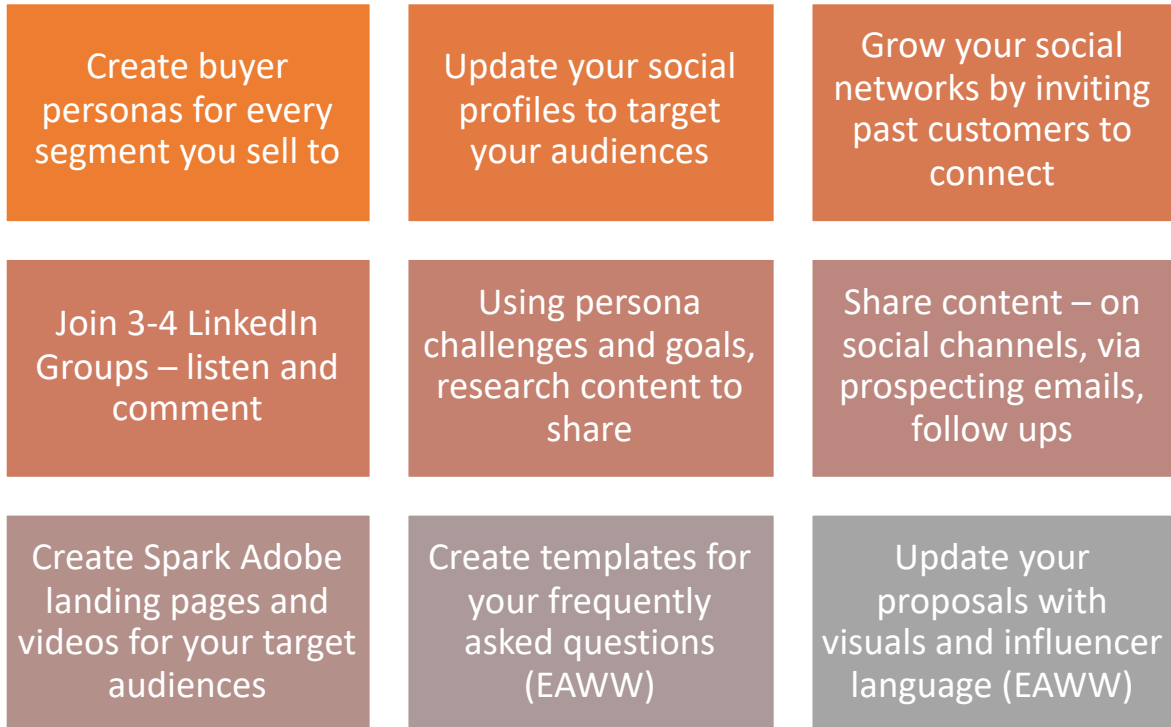 Create buyer
personas for every
segment you sell to
Update your social
profiles to target
your audiences
Grow your social
networks by inviting
past customers to
connect
Join 3-4 LinkedIn
Groups – listen and
comment
Using persona
challenges and goals,
research content to
share
Share content – on
social channels, via
prospecting emails,
follow ups
Create Spark Adobe
landing pages and
videos for your target
audiences
Create templates for
your frequently
asked questions
(EAWW)
Update your
proposals with
visuals and influencer
language (EAWW)